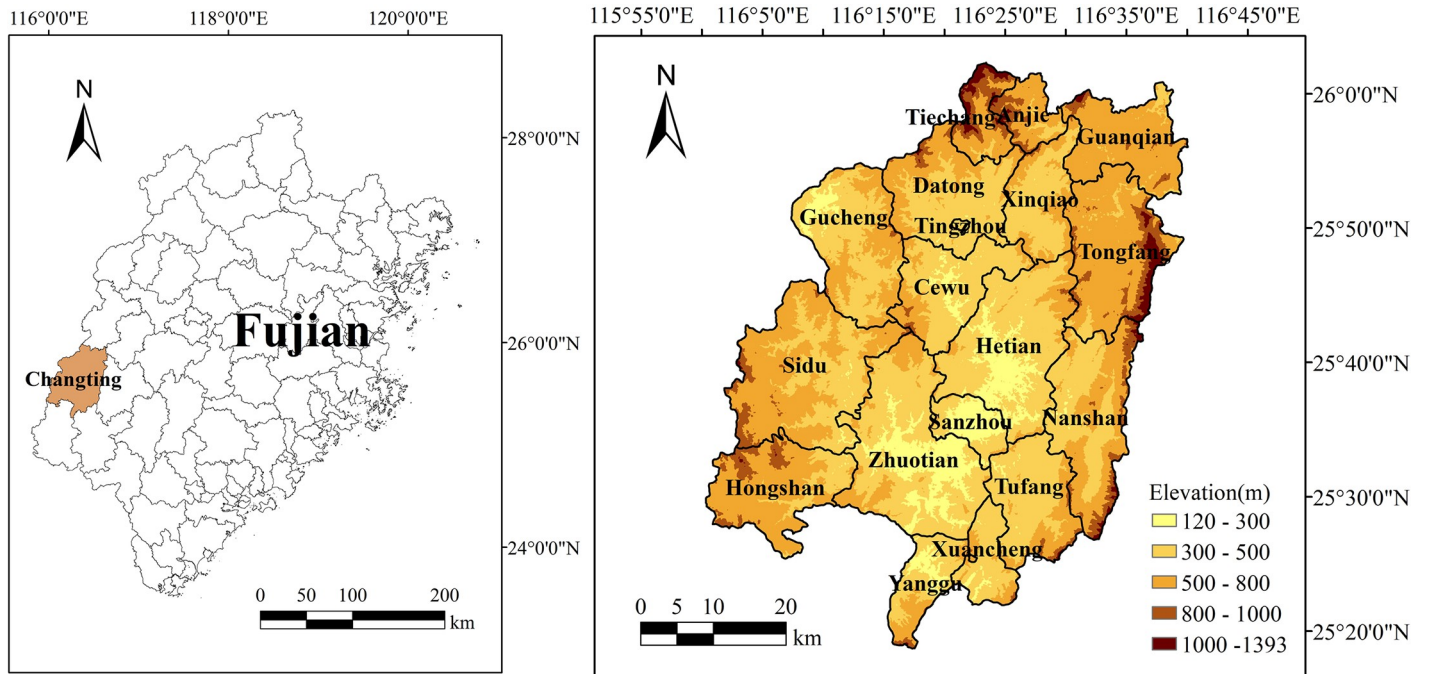 116°0'0"E 118°0'0"E 120°0'0"E
N
28°0'0"N
26°0'0"N
24°0'0"N
Fujian
Changting
0 50 100 200
km
115°55'0"E 116°5'0"E 116°15'0"E 116°25'0"E 116°35'0"E 116°45'0"E
N
26°0'0"N
25°50'0"N
25°40'0"N
25°30'0"N
25°20'0"N
Tiechang
Anjie
Guanqian
Datong
Xinqiao
Gucheng
Tingzhou
Tongfang
Cewu
Hetian
Sidu
Sanzhou
Nanshan
Zhuotian
Hongshan
Tufang
Xuancheng
Yanggu
0 5 10 20
km
Elevation(m)
120 - 300
300 - 500
500 - 800
800 - 1000
1000 -1393